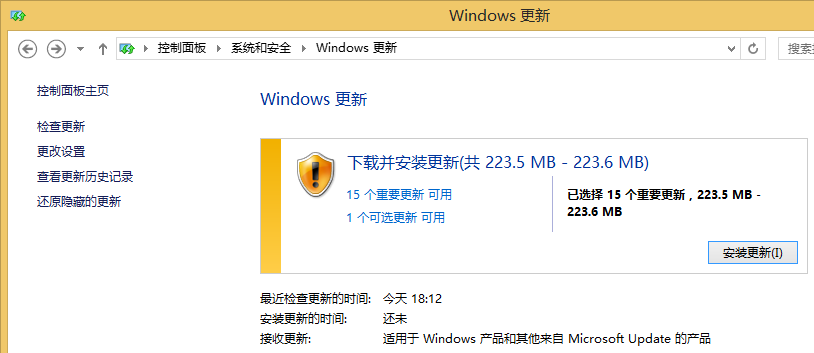 Windows 更新
控制面板 系统和安全 Windows 更新
控制面板主页
检查更新
更改设置
查看更新历史记录
还原隐藏的更新
Windows 更新
下载并安装更新(共 223.5 MB - 223.6 MB)
15 个重要更新 可用
1 个可选更新 可用
已选择 15 个重要更新，223.5 MB -
223.6 MB
安装更新(I)
最近检查更新的时间: 今天 18:12
安装更新的时间: 还未
接收更新: 适用于 Windows 产品和其他来自 Microsoft Update 的产品